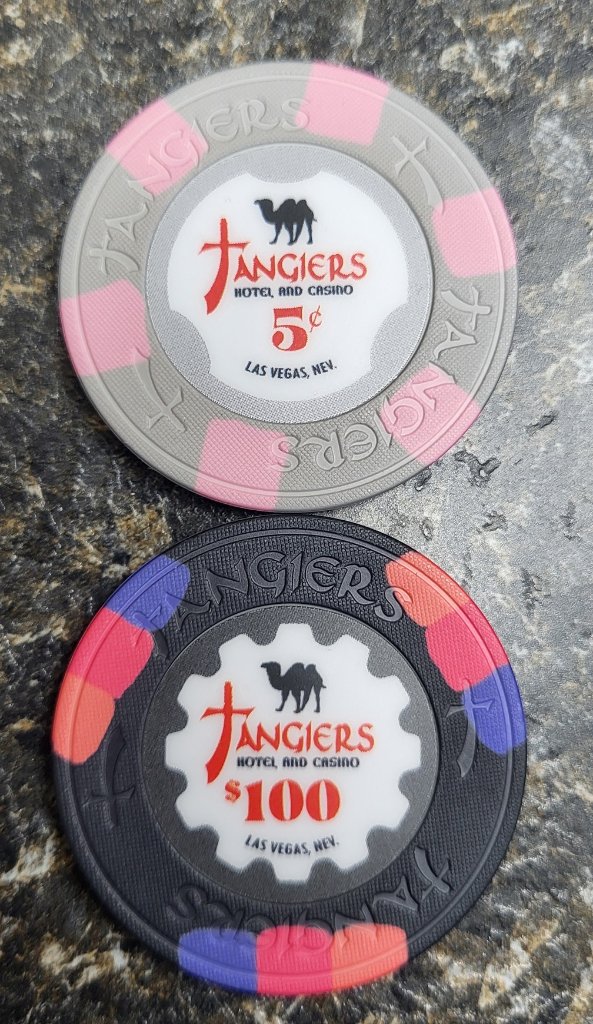 TANGIERS
TANGIERS
HOTEL AND CASINO
5¢
LAS VEGAS, NEV.
TANGIERS
TANGIERS
TANGIERS
HOTEL AND CASINO
$100
LAS VEGAS, NEV.
TANGIERS